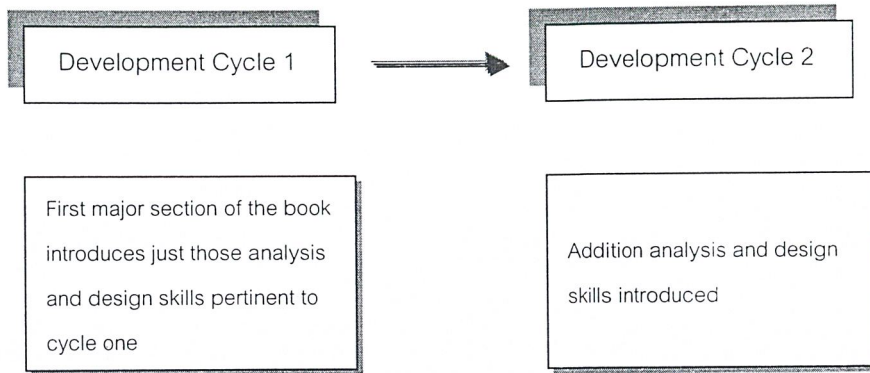 Development Cycle 1
Development Cycle 2
First major section of the book
introduces just those analysis
and design skills pertinent to
cycle one
Addition analysis and design
skills introduced